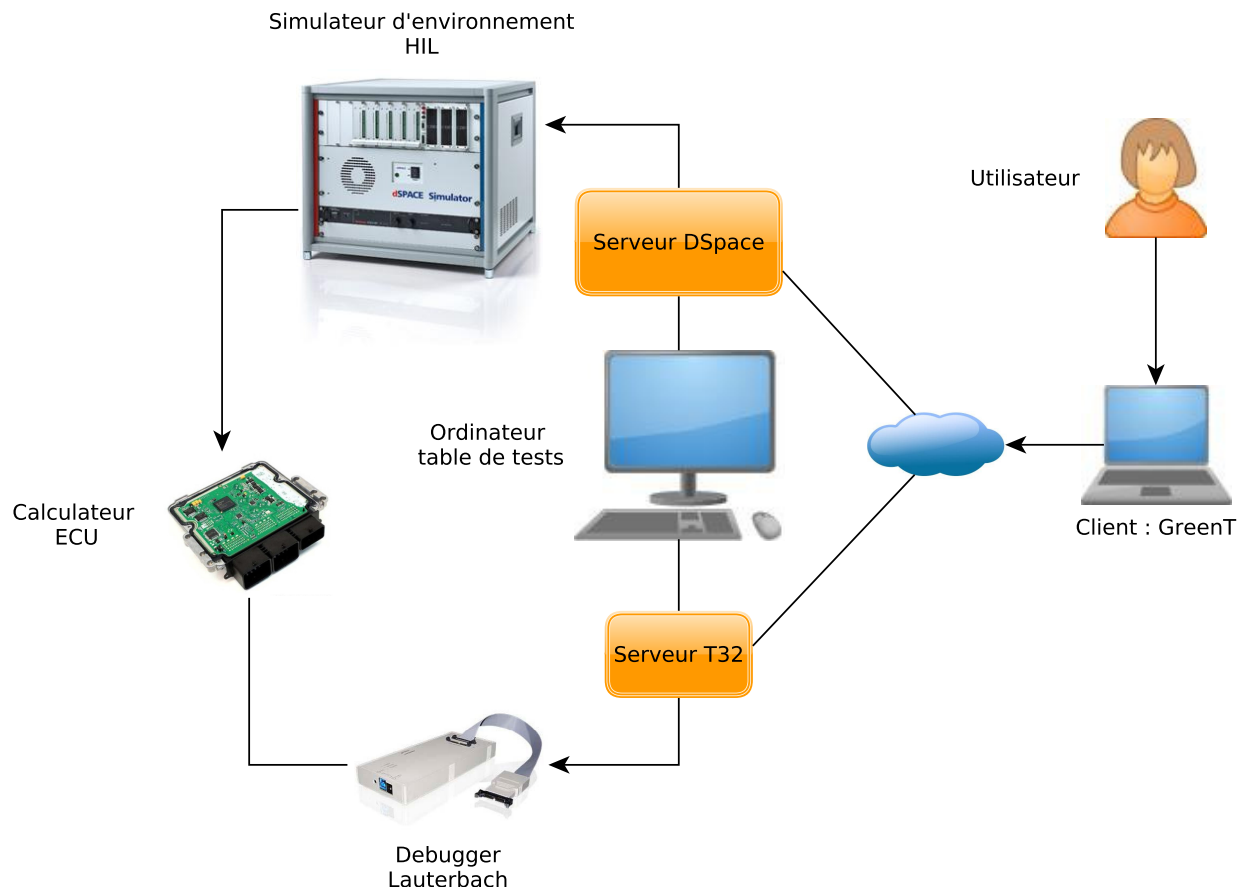 Simulateur d'environnement
HIL
dSPACE Simulator
Utilisateur
Serveur DSpace
Ordinateur
table de tests
Calculateur
ECU
Client : GreenT
Serveur T32
Debugger
Lauterbach